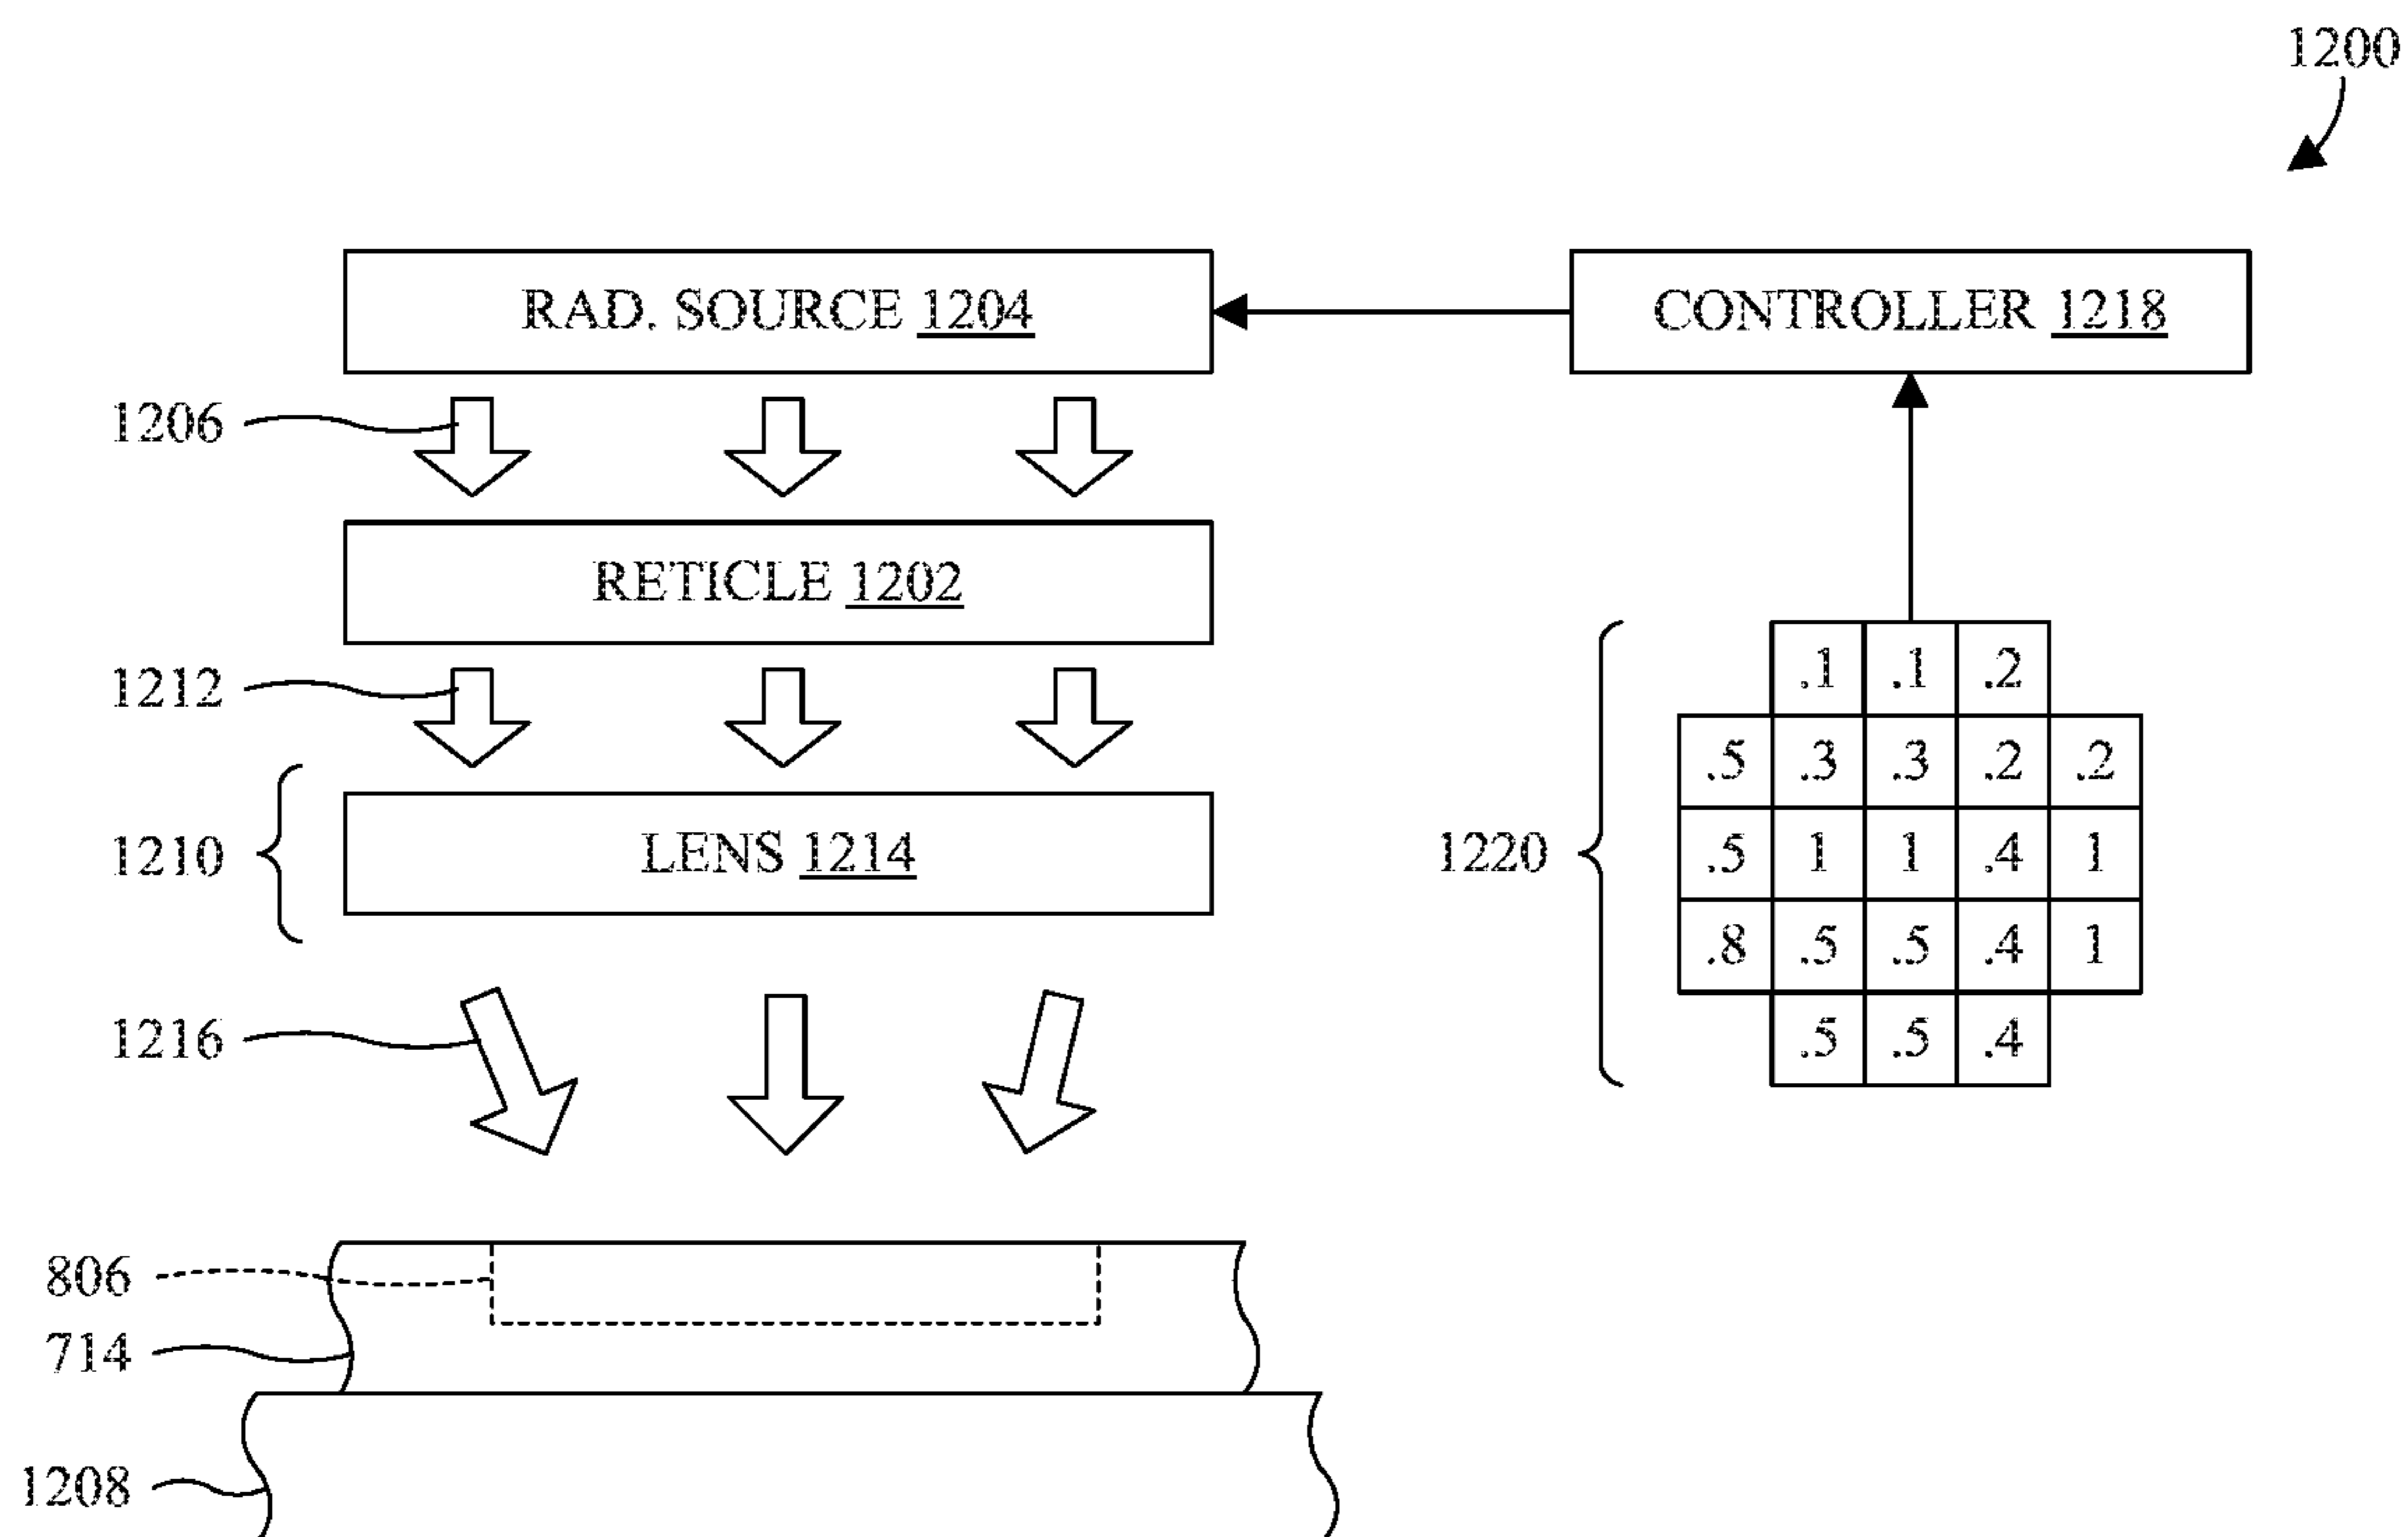 1200
RAD. SOURCE 1204
CONTROLLER 1218
1206
RETICLE 1202
1212
.1 .1 .2
.5 .3 .3 .2 .2
1210
LENS 1214
1220
.5 1 1 .4 1
.8 .5 .5 .4 1
1216
.5 .5 .4
806
714
1208